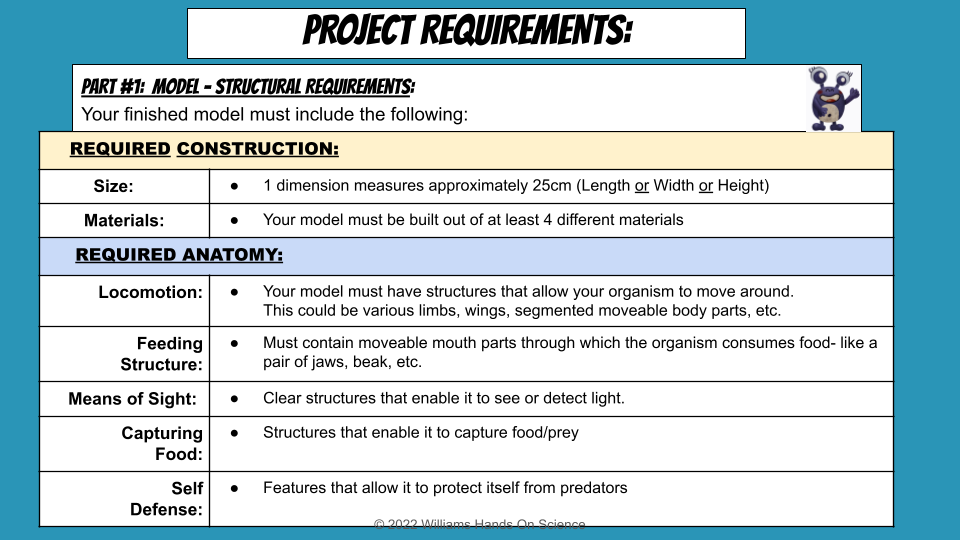 PROJECT REQUIREMENTS:
PART #1: MODEL - STRUCTURAL REQUIREMENTS:
Your finished model must include the following:
REQUIRED CONSTRUCTION:
Size:
● 1 dimension measures approximately 25cm (Length or Width or Height)
Materials:
● Your model must be built out of at least 4 different materials
REQUIRED ANATOMY:
Locomotion:
● Your model must have structures that allow your organism to move around.
This could be various limbs, wings, segmented moveable body parts, etc.
Feeding
Structure:
● Must contain moveable mouth parts through which the organism consumes food- like a
pair of jaws, beak, etc.
Means of Sight:
● Clear structures that enable it to see or detect light.
Capturing
Food:
● Structures that enable it to capture food/prey
Self
Defense:
● Features that allow it to protect itself from predators
© 2022 Williams Hands On Science